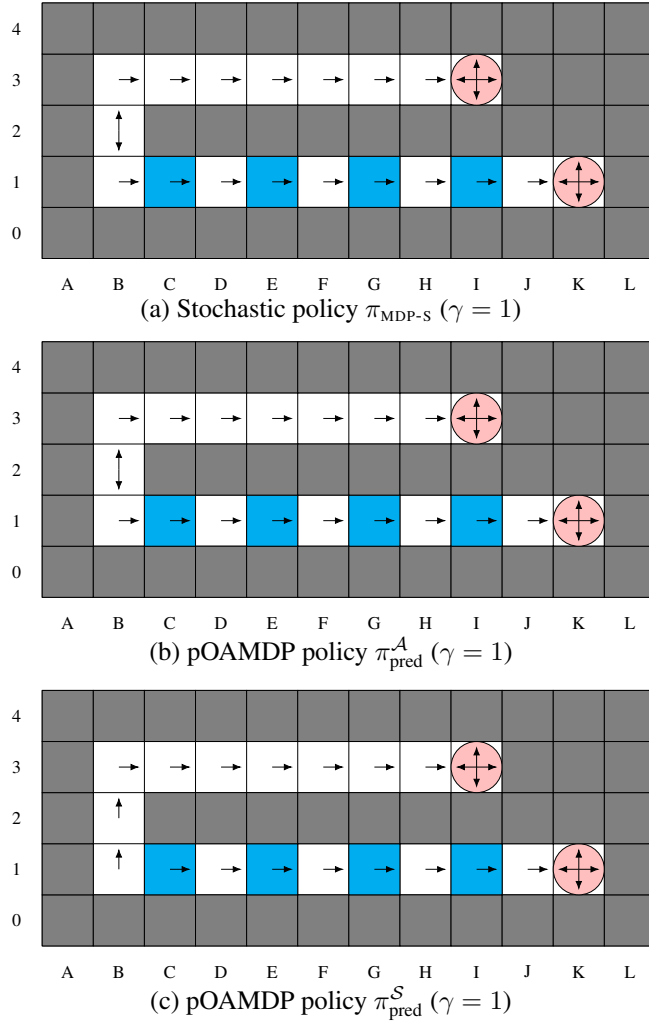 4
3
2
1
0
A B C D E F G H I J K L
(a) Stochastic policy π_MDP-S (γ = 1)
4
3
2
1
0
A B C D E F G H I J K L
(b) pOAMDP policy π^𝒜_pred (γ = 1)
4
3
2
1
0
A B C D E F G H I J K L
(c) pOAMDP policy π^𝒮_pred (γ = 1)